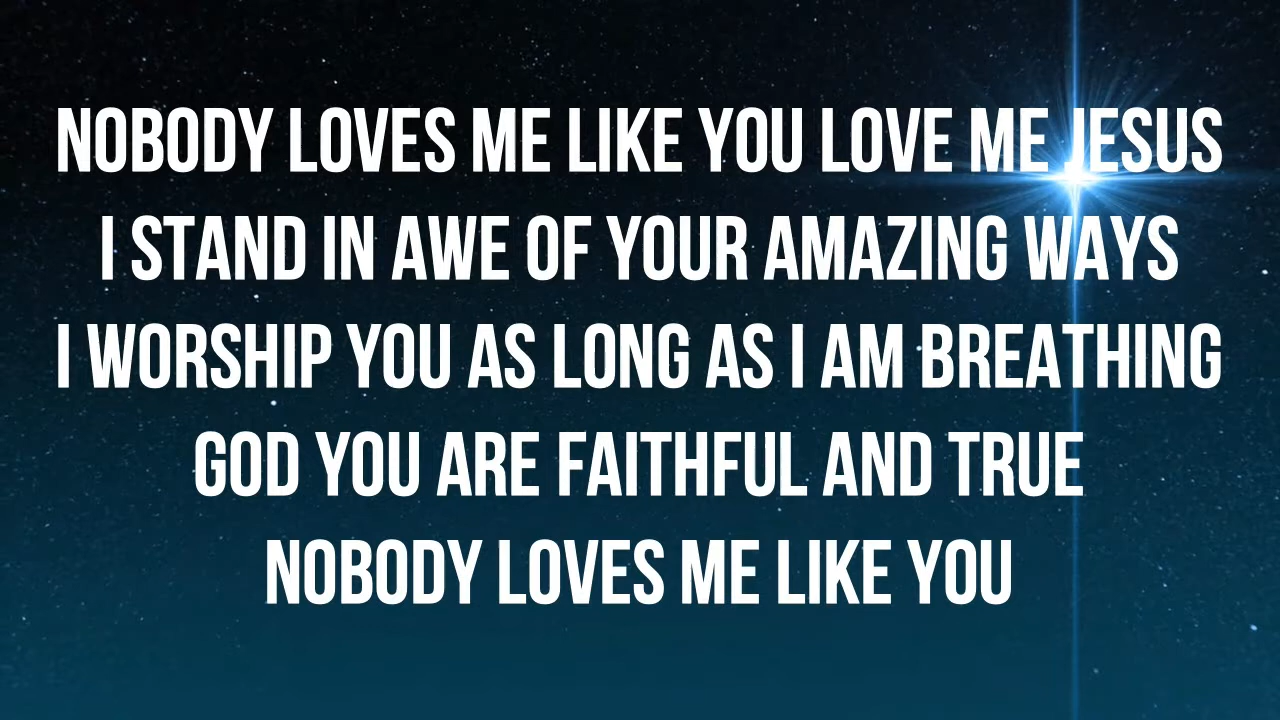 NOBODY LOVES ME LIKE YOU LOVE ME JESUS
I STAND IN AWE OF YOUR AMAZING WAYS
I WORSHIP YOU AS LONG AS I AM BREATHING
GOD YOU ARE FAITHFUL AND TRUE
NOBODY LOVES ME LIKE YOU